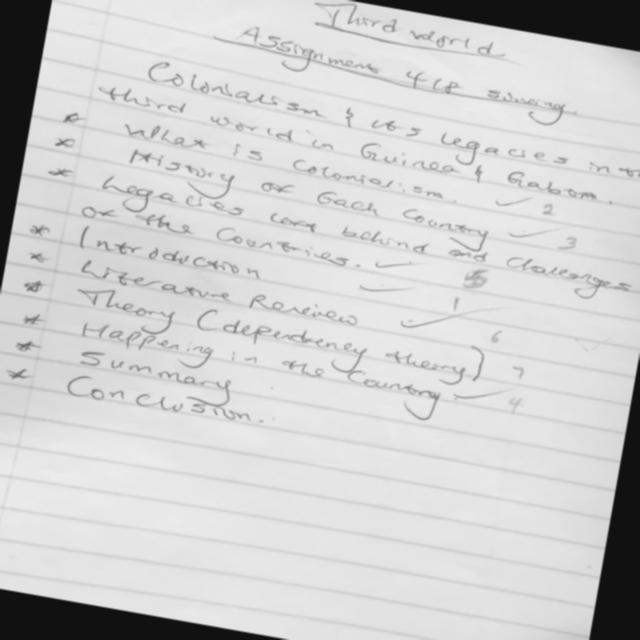 Third World
Assignment 418 sinwng.
Colonialism & its legacies in th
third world in Guinea & Gabon.
* What is colonialism. ✓ 2
* History of Each Country ✓ 3
* Legacies left behind and challenges
of the Countries. ✓ 5
* Introduction ✓ 1
* Literature Review ✓ 6
* Theory (dependency theory) 7
* Happening in the Country ✓ 4
* Summary
* Conclusion..